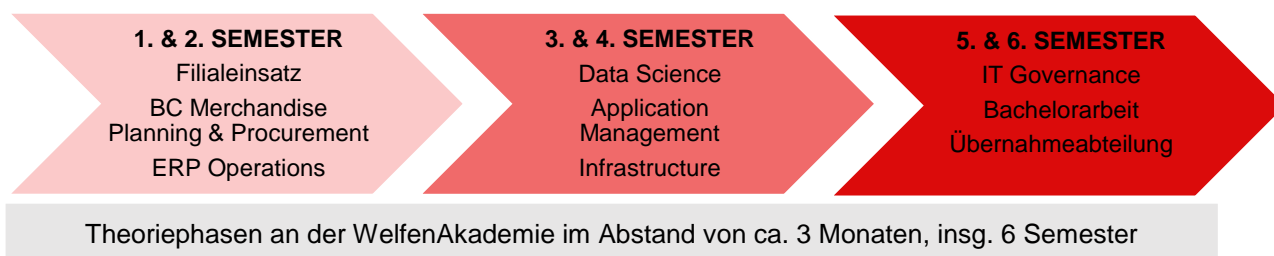 1. & 2. SEMESTER
Filialeinsatz
BC Merchandise
Planning & Procurement
ERP Operations
3. & 4. SEMESTER
Data Science
Application
Management
Infrastructure
5. & 6. SEMESTER
IT Governance
Bachelorarbeit
Übernahmeabteilung
Theoriephasen an der WelfenAkademie im Abstand von ca. 3 Monaten, insg. 6 Semester